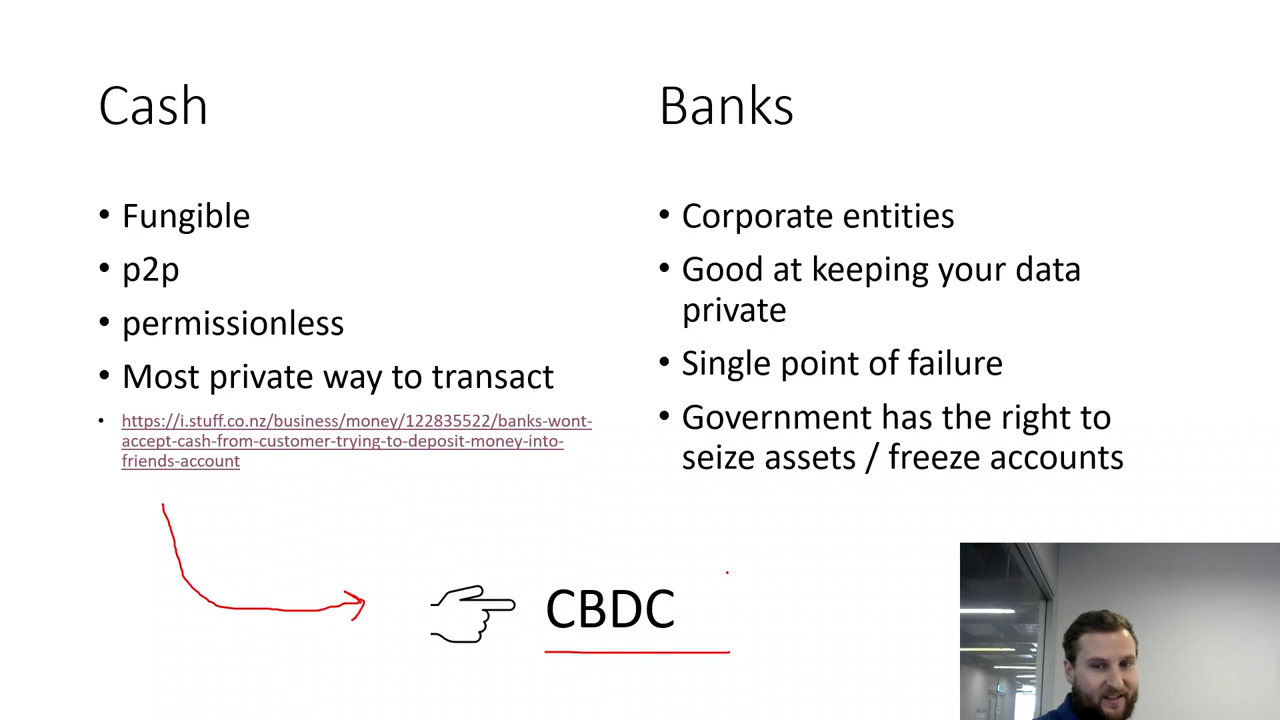 Cash
• Fungible
• p2p
• permissionless
• Most private way to transact
• https://i.stuff.co.nz/business/money/122835522/banks-wont-
accept-cash-from-customer-trying-to-deposit-money-into-
friends-account
Banks
• Corporate entities
• Good at keeping your data
private
• Single point of failure
• Government has the right to
seize assets / freeze accounts
CBDC